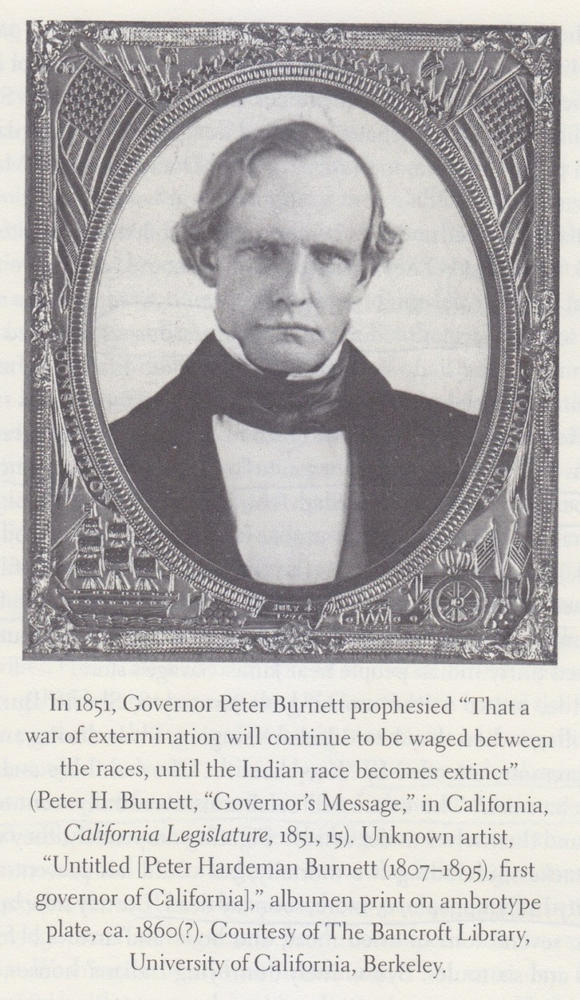 JULY 4
In 1851, Governor Peter Burnett prophesied “That a
war of extermination will continue to be waged between
the races, until the Indian race becomes extinct”
(Peter H. Burnett, “Governor’s Message,” in California,
California Legislature, 1851, 15). Unknown artist,
“Untitled [Peter Hardeman Burnett (1807–1895), first
governor of California],” albumen print on ambrotype
plate, ca. 1860(?). Courtesy of The Bancroft Library,
University of California, Berkeley.